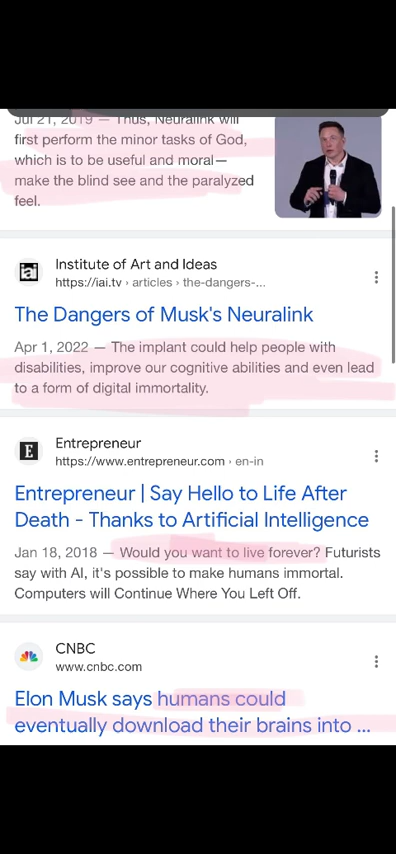 Jul 21, 2019 — Thus, Neuralink will
first perform the minor tasks of God,
which is to be useful and moral—
make the blind see and the paralyzed
feel.
Institute of Art and Ideas
https://iai.tv › articles › the-dangers-...
The Dangers of Musk's Neuralink
Apr 1, 2022 — The implant could help people with
disabilities, improve our cognitive abilities and even lead
to a form of digital immortality.
E
Entrepreneur
https://www.entrepreneur.com › en-in
Entrepreneur | Say Hello to Life After
Death - Thanks to Artificial Intelligence
Jan 18, 2018 — Would you want to live forever? Futurists
say with AI, it's possible to make humans immortal.
Computers will Continue Where You Left Off.
CNBC
www.cnbc.com
Elon Musk says humans could
eventually download their brains into ...